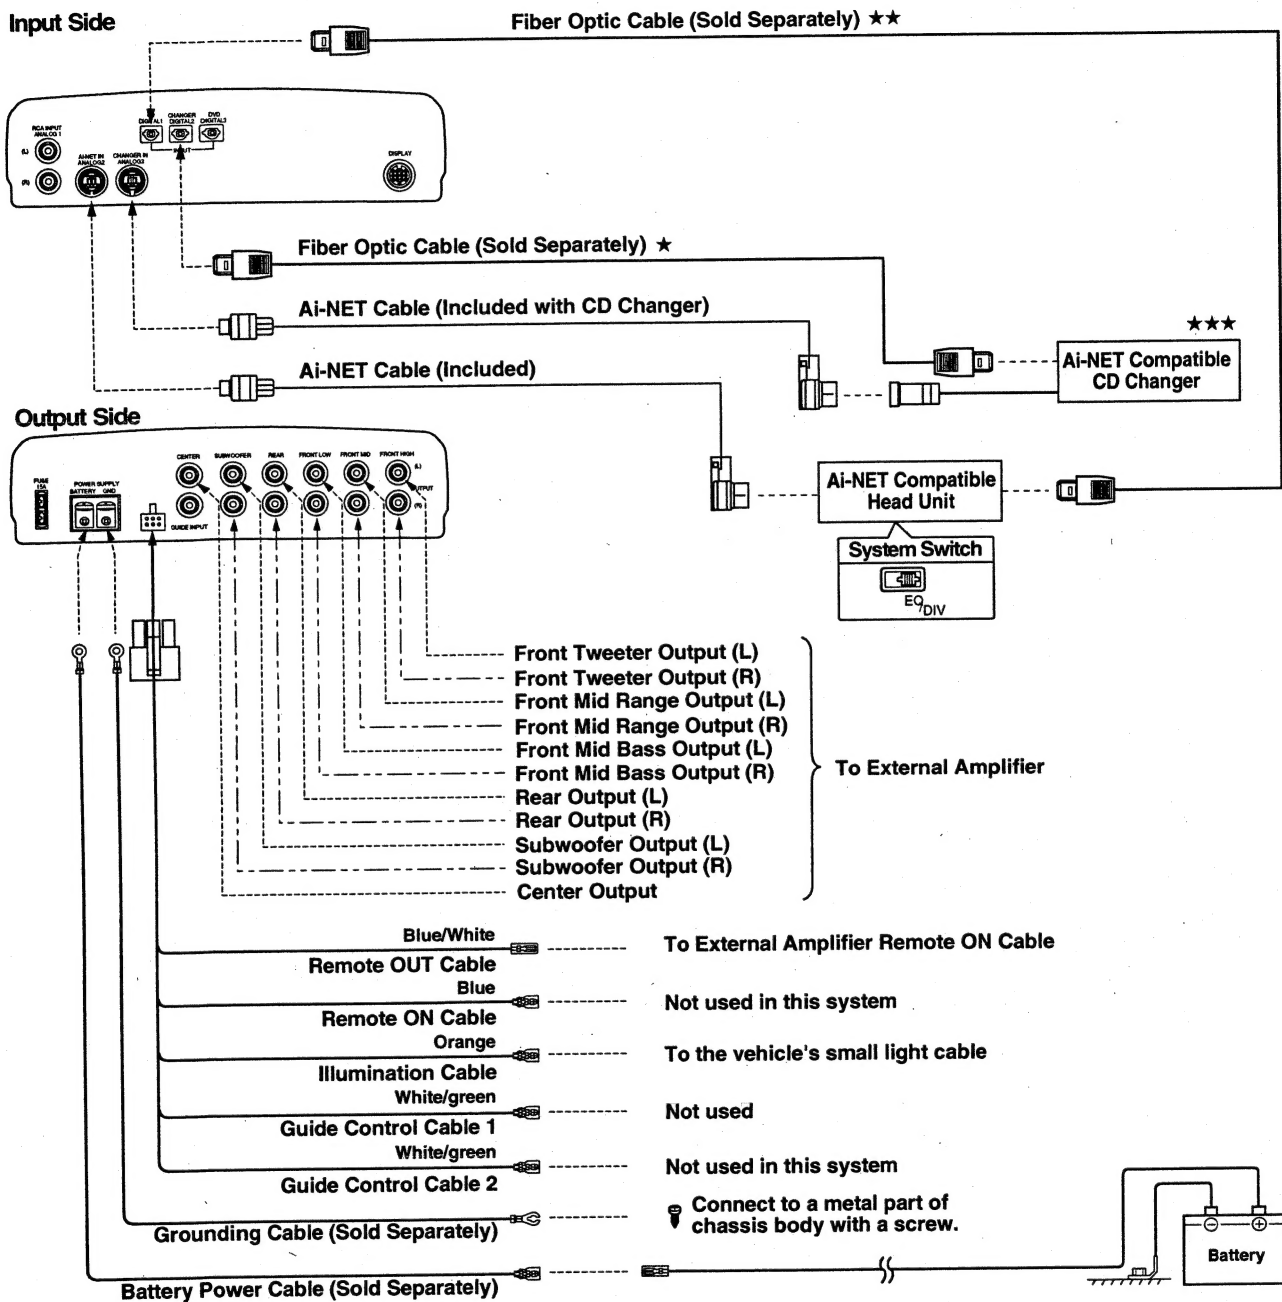 Input Side
Fiber Optic Cable (Sold Separately) ★★
RCA INPUT
ANALOG 1
(L)
(R)
AI-NET IN
ANALOG2
CHANGER IN
ANALOG3
DIGITAL1
CHANGER
DIGITAL2
DVD
DIGITAL3
INPUT
DISPLAY
Fiber Optic Cable (Sold Separately) ★
Ai-NET Cable (Included with CD Changer)
★★★
Ai-NET Compatible
CD Changer
Ai-NET Cable (Included)
Output Side
FUSE
15A
POWER SUPPLY
BATTERY GND
CENTER
SUBWOOFER
REAR
FRONT LOW
FRONT MID
FRONT HIGH
(L)
OUTPUT
(R)
GUIDE INPUT
Ai-NET Compatible
Head Unit
System Switch
EQ/DIV
Front Tweeter Output (L)
Front Tweeter Output (R)
Front Mid Range Output (L)
Front Mid Range Output (R)
Front Mid Bass Output (L)
Front Mid Bass Output (R)
Rear Output (L)
Rear Output (R)
Subwoofer Output (L)
Subwoofer Output (R)
Center Output
To External Amplifier
Blue/White
Remote OUT Cable
To External Amplifier Remote ON Cable
Blue
Remote ON Cable
Not used in this system
Orange
Illumination Cable
To the vehicle's small light cable
White/green
Guide Control Cable 1
Not used
White/green
Guide Control Cable 2
Not used in this system
Grounding Cable (Sold Separately)
Connect to a metal part of
chassis body with a screw.
Battery Power Cable (Sold Separately)
Battery